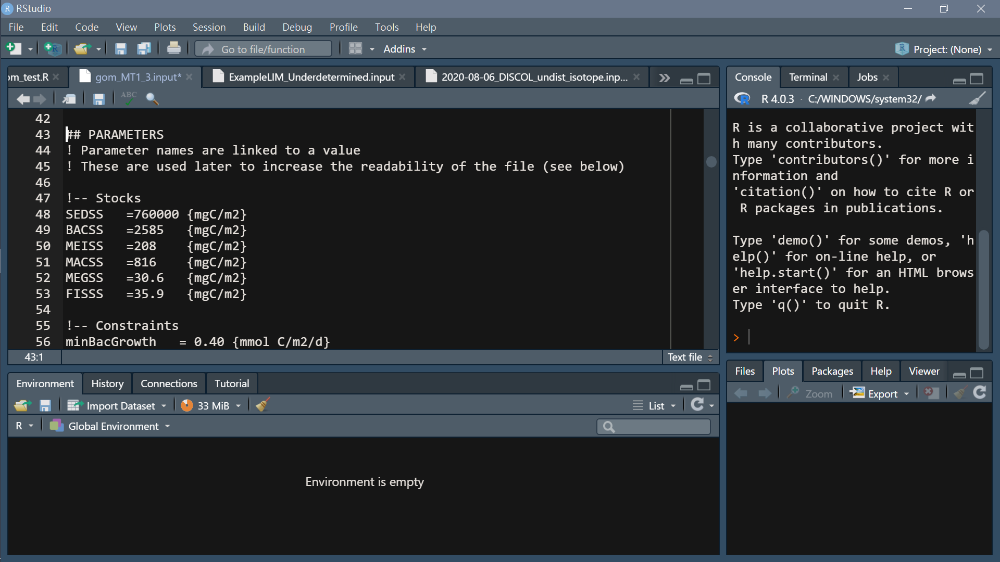 RStudio
File Edit Code View Plots Session Build Debug Profile Tools Help
Go to file/function Addins Project: (None)
om_test.R gom_MT1_3.input* ExampleLIM_Underdetermined.input 2020-08-06_DISCOL_undist_isotope.inp...
ABC
42
43 ## PARAMETERS
44 ! Parameter names are linked to a value
45 ! These are used later to increase the readability of the file (see below)
46
47 !-- Stocks
48 SEDSS =760000 {mgC/m2}
49 BACSS =2585 {mgC/m2}
50 MEISS =208 {mgC/m2}
51 MACSS =816 {mgC/m2}
52 MEGSS =30.6 {mgC/m2}
53 FISSS =35.9 {mgC/m2}
54
55 !-- Constraints
56 minBacGrowth = 0.40 {mmol C/m2/d}
43:1 Text file
Console Terminal Jobs
R 4.0.3 · C:/WINDOWS/system32/
R is a collaborative project wit
h many contributors.
Type 'contributors()' for more i
nformation and
'citation()' on how to cite R or
R packages in publications.
Type 'demo()' for some demos, 'h
elp()' for on-line help, or
'help.start()' for an HTML brows
er interface to help.
Type 'q()' to quit R.
>
Environment History Connections Tutorial
Import Dataset 33 MiB List
R Global Environment
Environment is empty
Files Plots Packages Help Viewer
Zoom Export